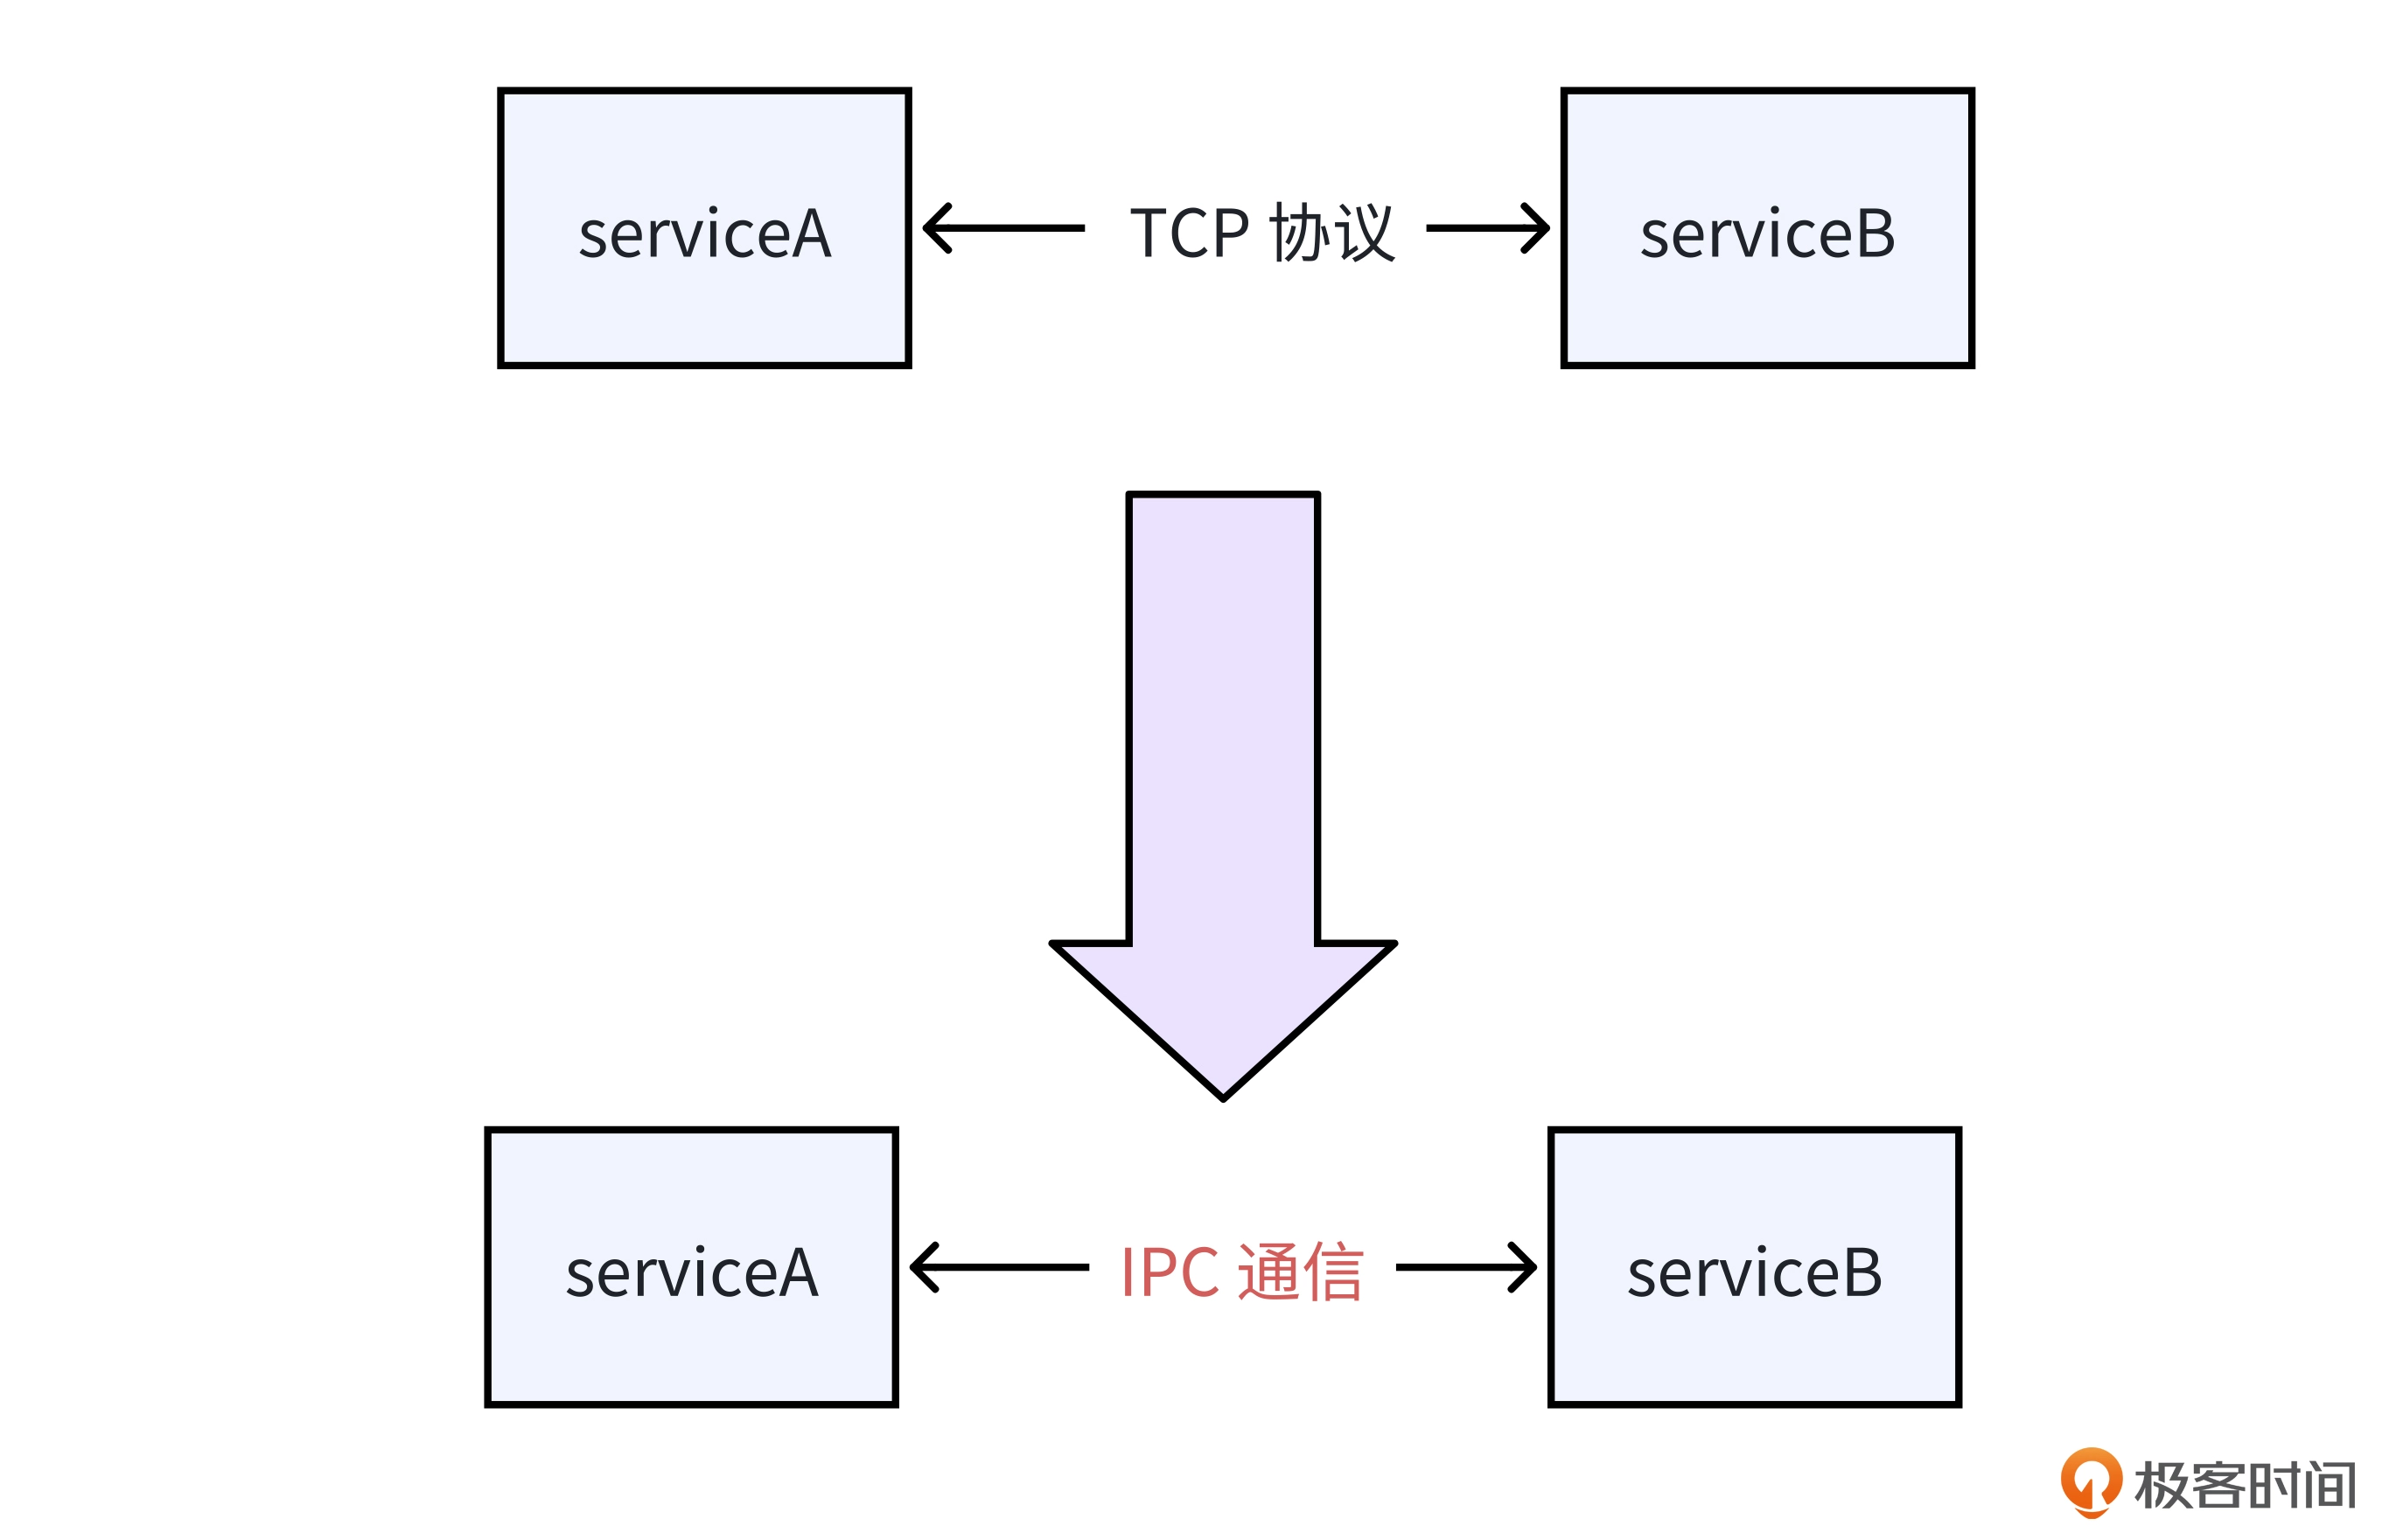 serviceA
TCP 协议
serviceB
serviceA
IPC 通信
serviceB
极客时间